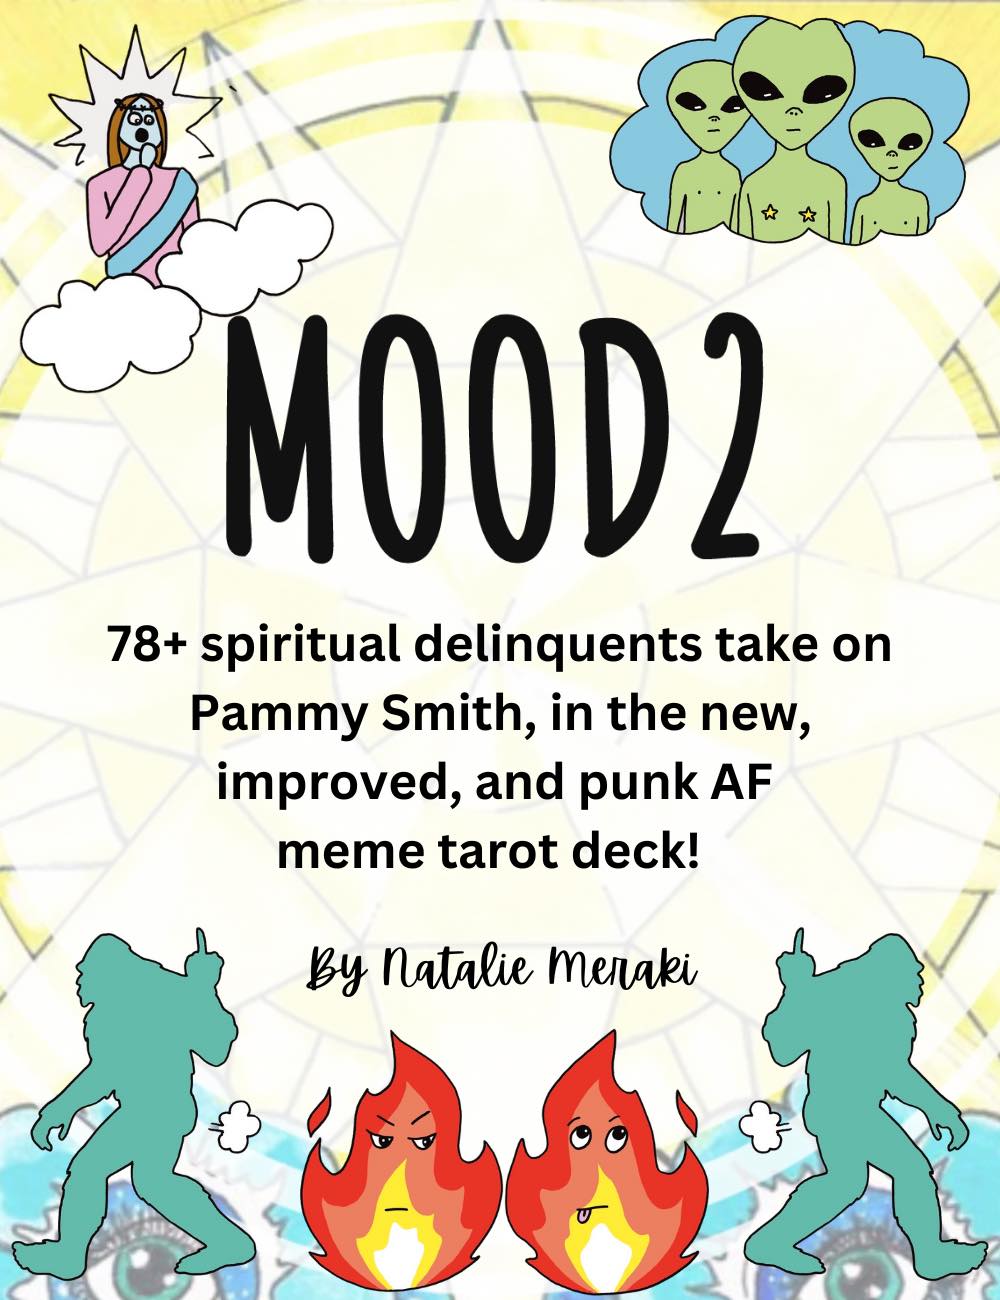 MOOD2
78+ spiritual delinquents take on
Pammy Smith, in the new,
improved, and punk AF
meme tarot deck!
By Natalie Meraki